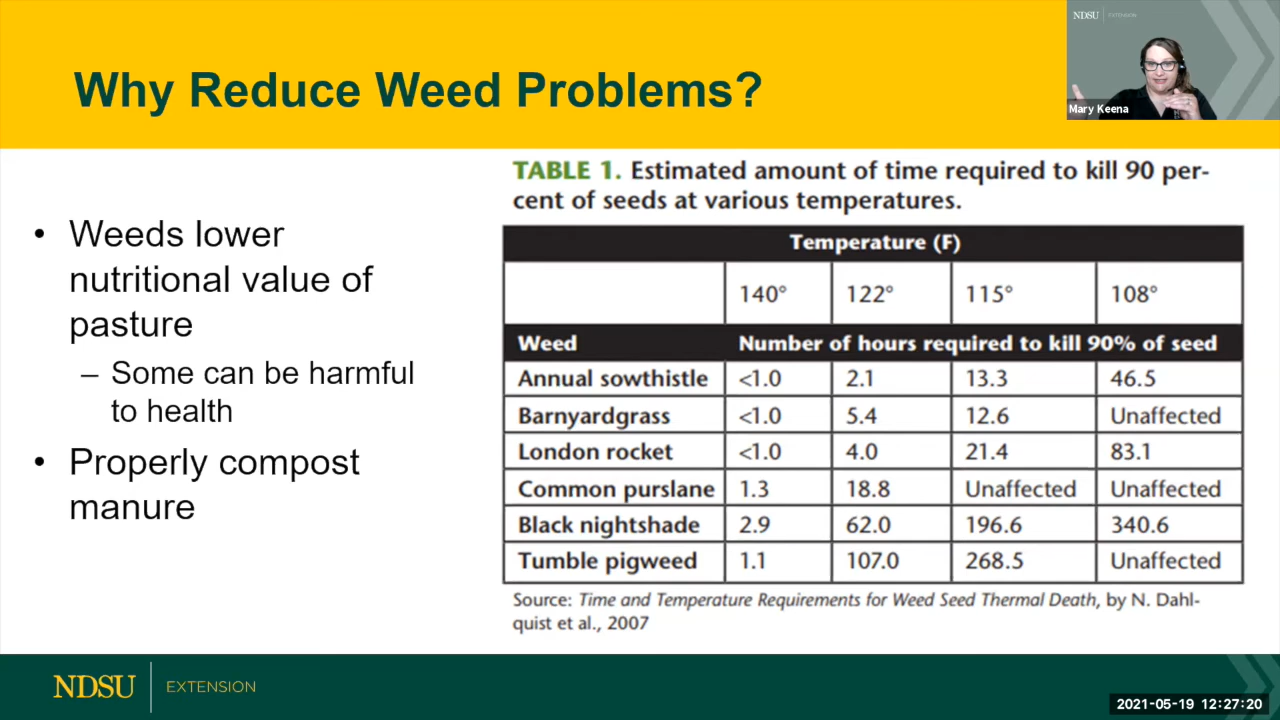 NDSU EXTENSION
Why Reduce Weed Problems?
Mary Keena
• Weeds lower
nutritional value of
pasture
– Some can be harmful
to health
• Properly compost
manure
TABLE 1. Estimated amount of time required to kill 90 per-
cent of seeds at various temperatures.
Temperature (F)
140° 122° 115° 108°
Weed Number of hours required to kill 90% of seed
Annual sowthistle <1.0 2.1 13.3 46.5
Barnyardgrass <1.0 5.4 12.6 Unaffected
London rocket <1.0 4.0 21.4 83.1
Common purslane 1.3 18.8 Unaffected Unaffected
Black nightshade 2.9 62.0 196.6 340.6
Tumble pigweed 1.1 107.0 268.5 Unaffected
Source: Time and Temperature Requirements for Weed Seed Thermal Death, by N. Dahl-
quist et al., 2007
NDSU EXTENSION
2021-05-19 12:27:20